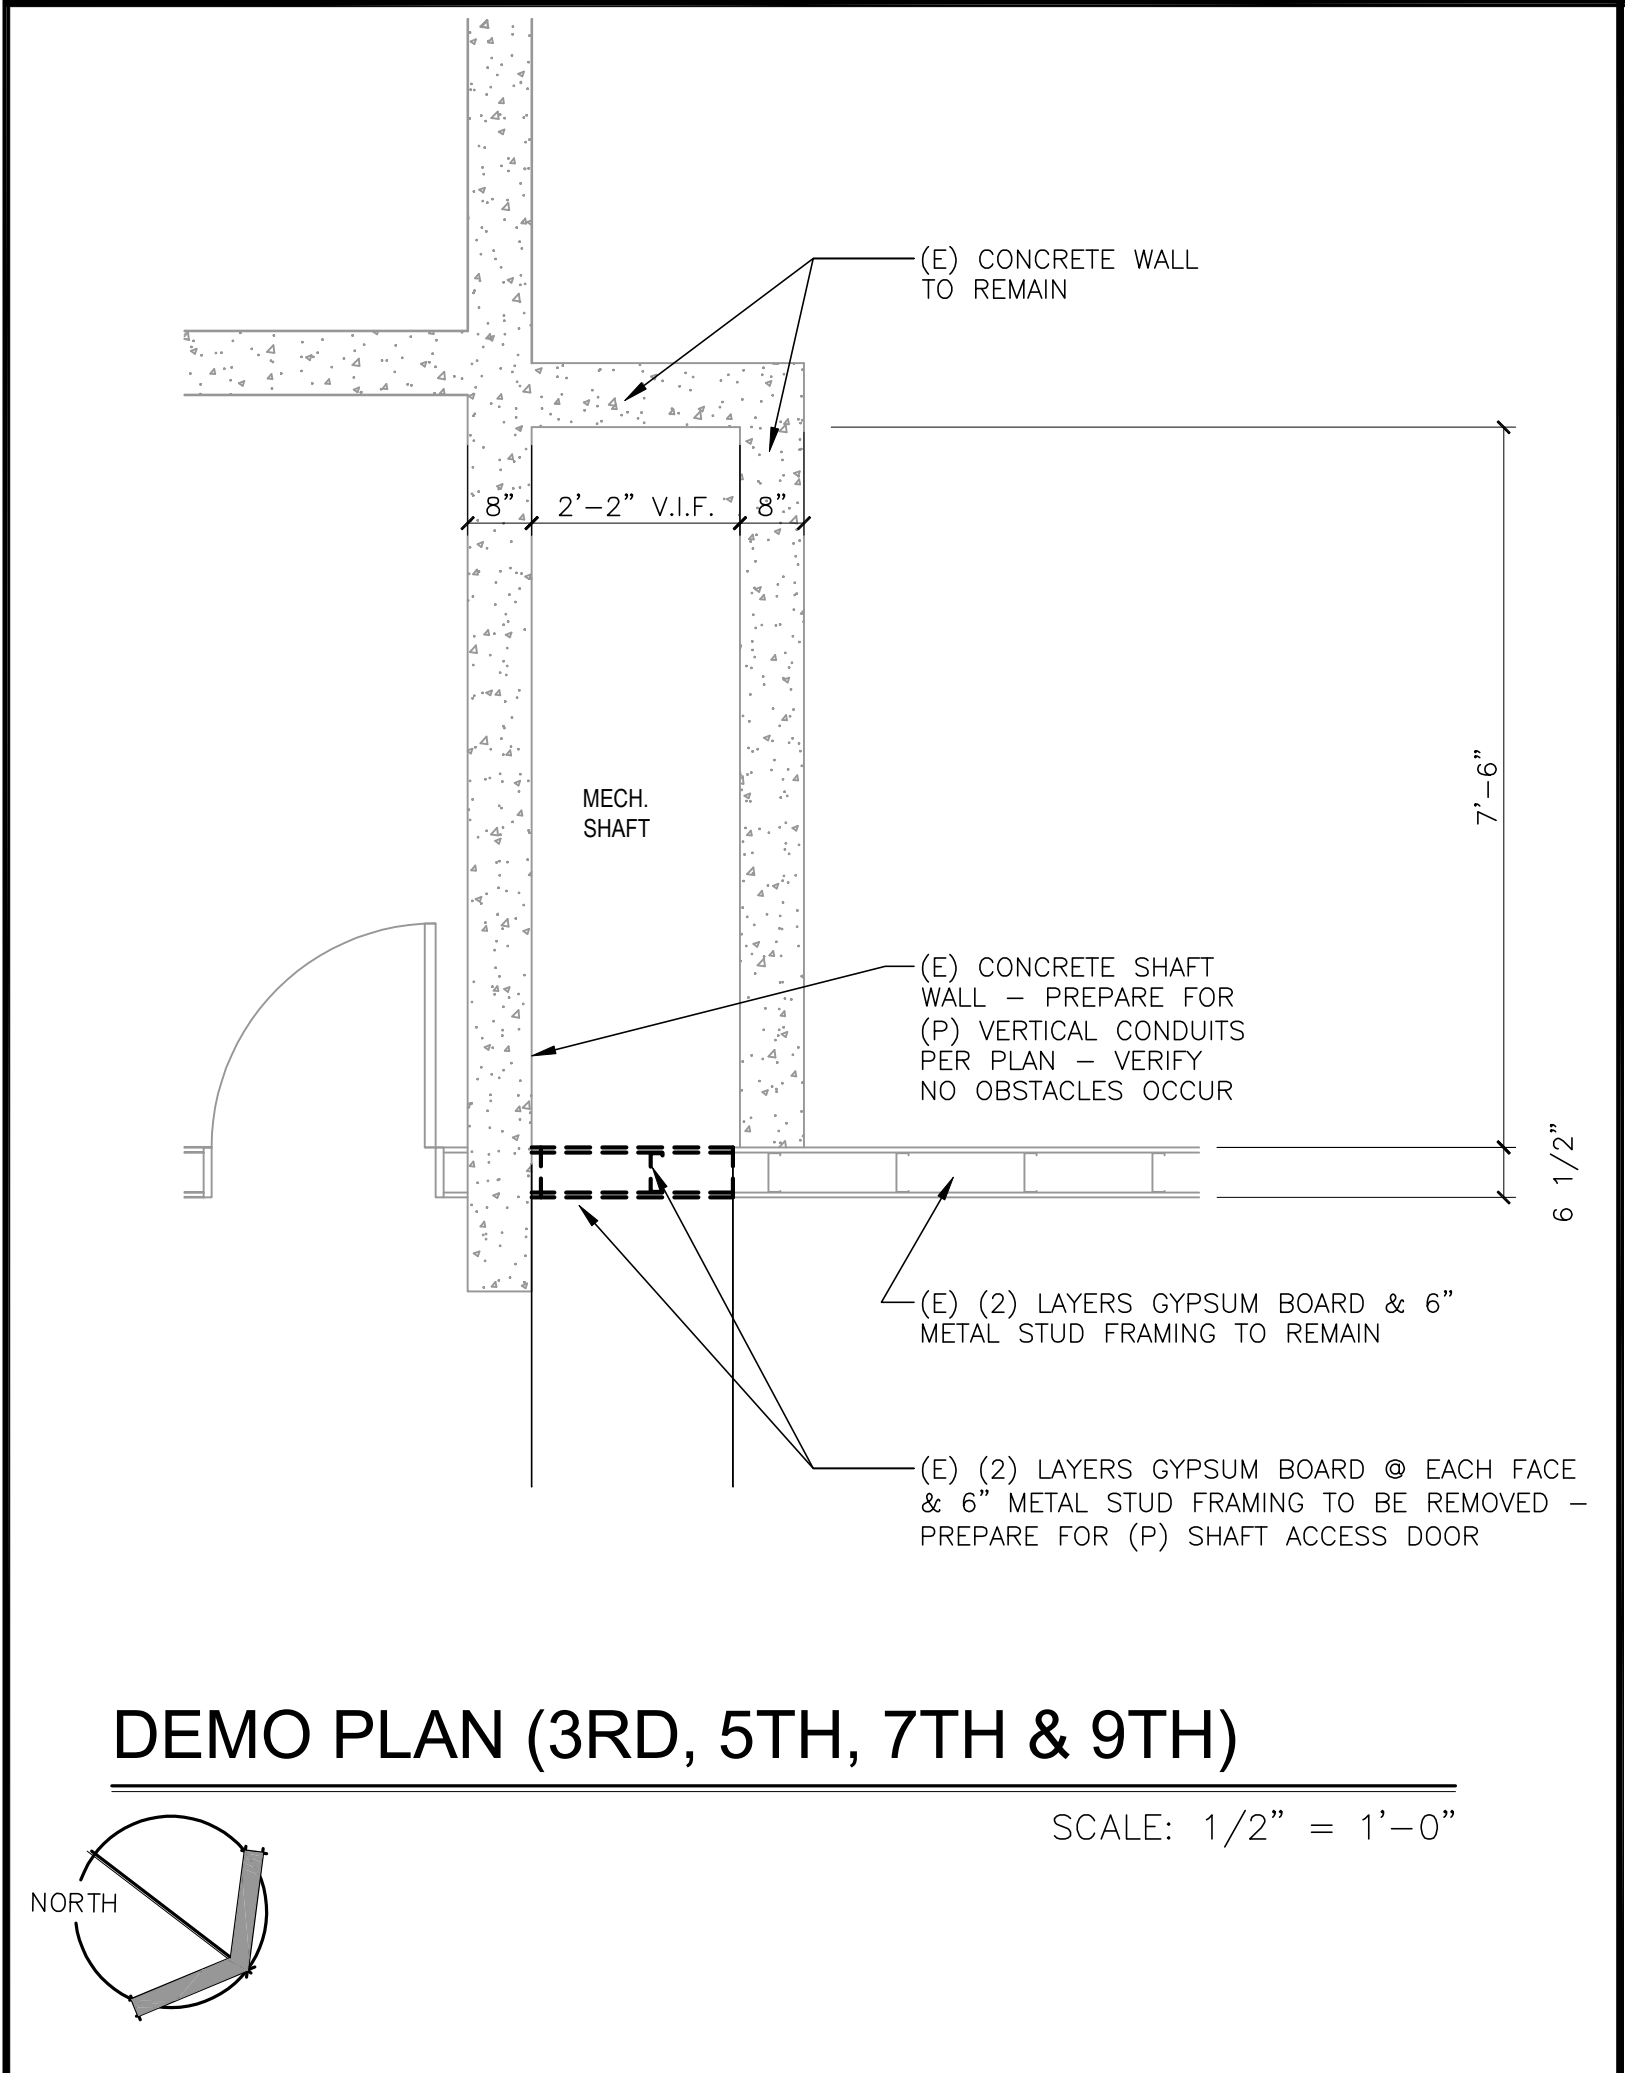 (E) CONCRETE WALL
TO REMAIN
8" 2'-2" V.I.F. 8"
7'-6"
MECH.
SHAFT
(E) CONCRETE SHAFT
WALL – PREPARE FOR
(P) VERTICAL CONDUITS
PER PLAN – VERIFY
NO OBSTACLES OCCUR
6 1/2"
(E) (2) LAYERS GYPSUM BOARD & 6"
METAL STUD FRAMING TO REMAIN
(E) (2) LAYERS GYPSUM BOARD @ EACH FACE
& 6" METAL STUD FRAMING TO BE REMOVED –
PREPARE FOR (P) SHAFT ACCESS DOOR
DEMO PLAN (3RD, 5TH, 7TH & 9TH)
SCALE: 1/2" = 1'-0"
NORTH